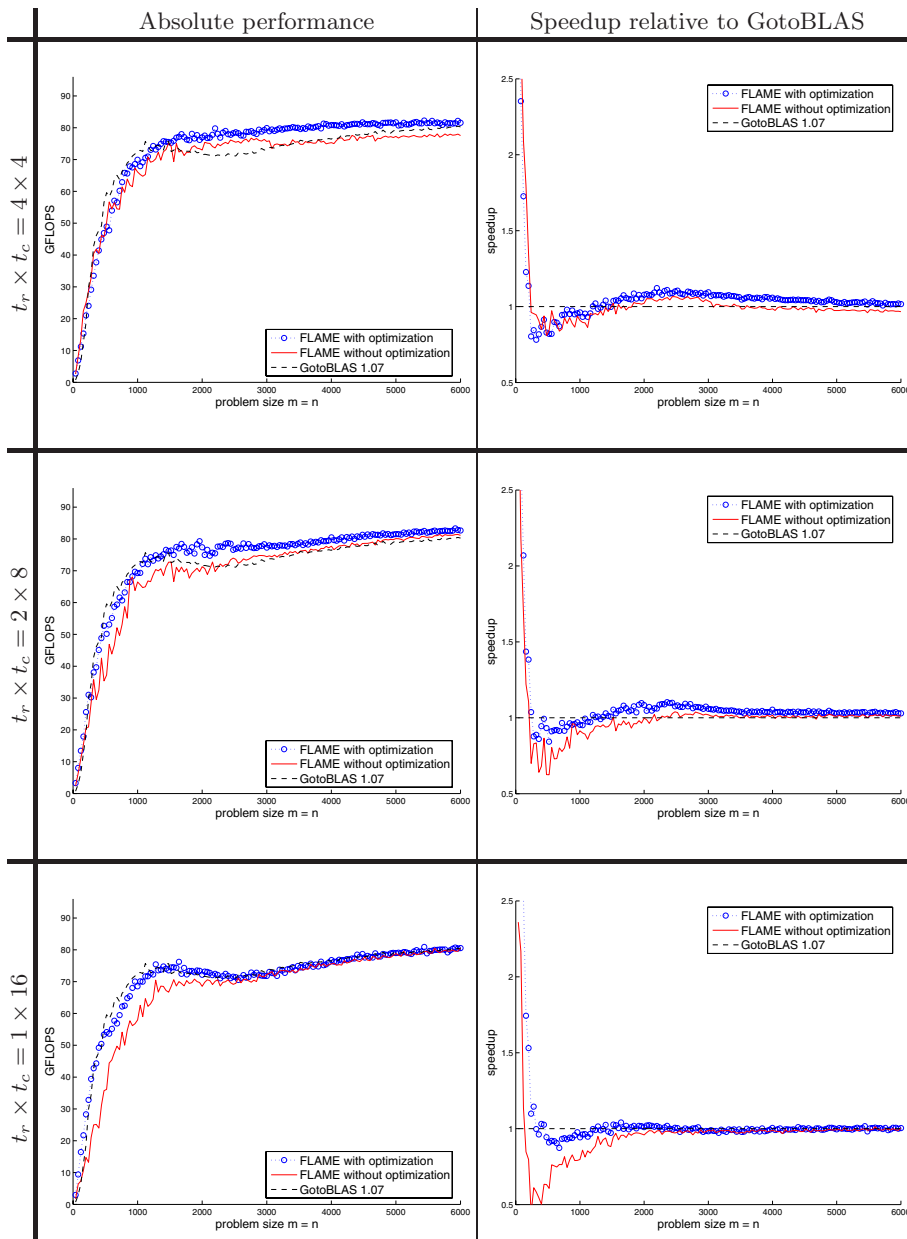 Absolute performance
Speedup relative to GotoBLAS
t_r × t_c = 4 × 4
GFLOPS
90
80
70
60
50
40
30
20
10
0
0 1000 2000 3000 4000 5000 6000
problem size m = n
FLAME with optimization
FLAME without optimization
GotoBLAS 1.07
speedup
2.5
2
1.5
1
0.5
0 1000 2000 3000 4000 5000 6000
problem size m = n
FLAME with optimization
FLAME without optimization
GotoBLAS 1.07
t_r × t_c = 2 × 8
GFLOPS
90
80
70
60
50
40
30
20
10
0
0 1000 2000 3000 4000 5000 6000
problem size m = n
FLAME with optimization
FLAME without optimization
GotoBLAS 1.07
speedup
2.5
2
1.5
1
0.5
0 1000 2000 3000 4000 5000 6000
problem size m = n
FLAME with optimization
FLAME without optimization
GotoBLAS 1.07
t_r × t_c = 1 × 16
GFLOPS
90
80
70
60
50
40
30
20
10
0
0 1000 2000 3000 4000 5000 6000
problem size m = n
FLAME with optimization
FLAME without optimization
GotoBLAS 1.07
speedup
2.5
2
1.5
1
0.5
0 1000 2000 3000 4000 5000 6000
problem size m = n
FLAME with optimization
FLAME without optimization
GotoBLAS 1.07